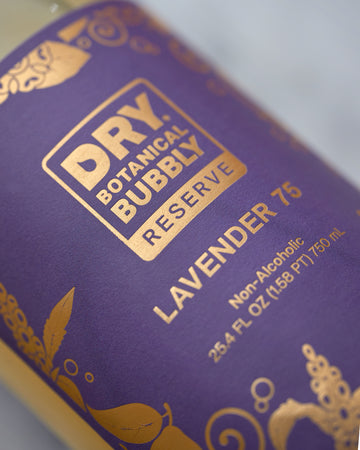 DRY.
BOTANICAL
BUBBLY
RESERVE
LAVENDER 75
Non-Alcoholic
25.4 FL OZ (1.58 PT) 750 mL